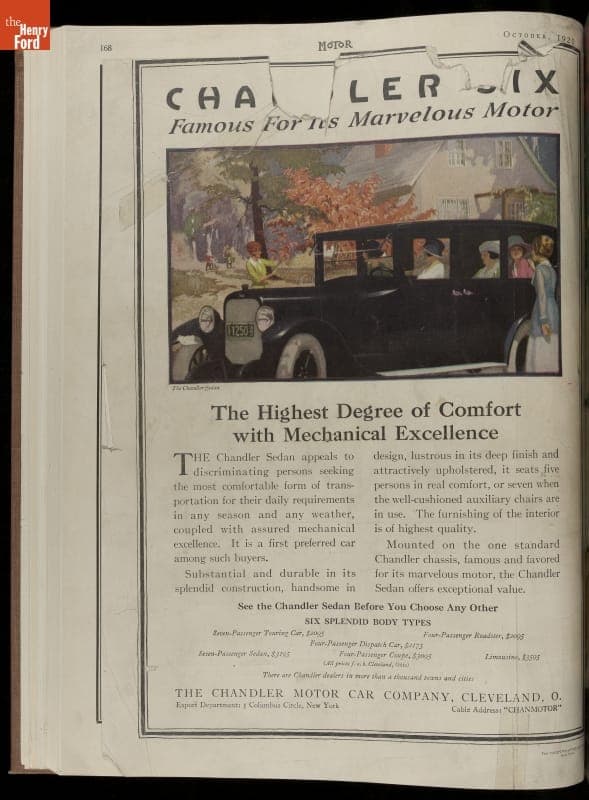 the
Henry
Ford
168
MOTOR
October, 192
CHA LER SIX
Famous For Its Marvelous Motor
The Chandler Sedan
The Highest Degree of Comfort
with Mechanical Excellence
THE Chandler Sedan appeals to
discriminating persons seeking
the most comfortable form of trans-
portation for their daily requirements
in any season and any weather,
coupled with assured mechanical
excellence. It is a first preferred car
among such buyers.
Substantial and durable in its
splendid construction, handsome in
design, lustrous in its deep finish and
attractively upholstered, it seats five
persons in real comfort, or seven when
the well-cushioned auxiliary chairs are
in use. The furnishing of the interior
is of highest quality.
Mounted on the one standard
Chandler chassis, famous and favored
for its marvelous motor, the Chandler
Sedan offers exceptional value.
See the Chandler Sedan Before You Choose Any Other
SIX SPLENDID BODY TYPES
Seven-Passenger Touring Car, Four-Passenger Roadster,
Four-Passenger Dispatch Car,
Seven-Passenger Sedan, Four-Passenger Coupe, Limousine,
(All prices f. o. b. Cleveland, Ohio)
There are Chandler dealers in more than a thousand towns and cities
THE CHANDLER MOTOR CAR COMPANY, CLEVELAND, O.
Export Department: 5 Columbus Circle, New York Cable Address: "CHANMOTOR"